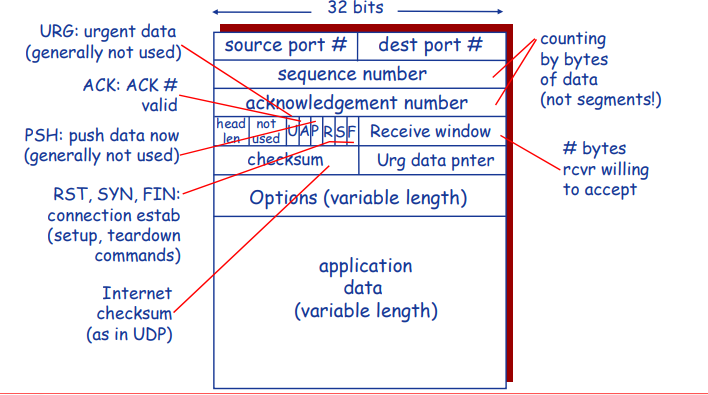 32 bits
URG: urgent data
(generally not used)
ACK: ACK #
valid
PSH: push data now
(generally not used)
RST, SYN, FIN:
connection estab
(setup, teardown
commands)
Internet
checksum
(as in UDP)
source port #
dest port #
sequence number
acknowledgement number
head
len
not
used
U A P R S F
Receive window
checksum
Urg data pnter
Options (variable length)
application
data
(variable length)
counting
by bytes
of data
(not segments!)
# bytes
rcvr willing
to accept